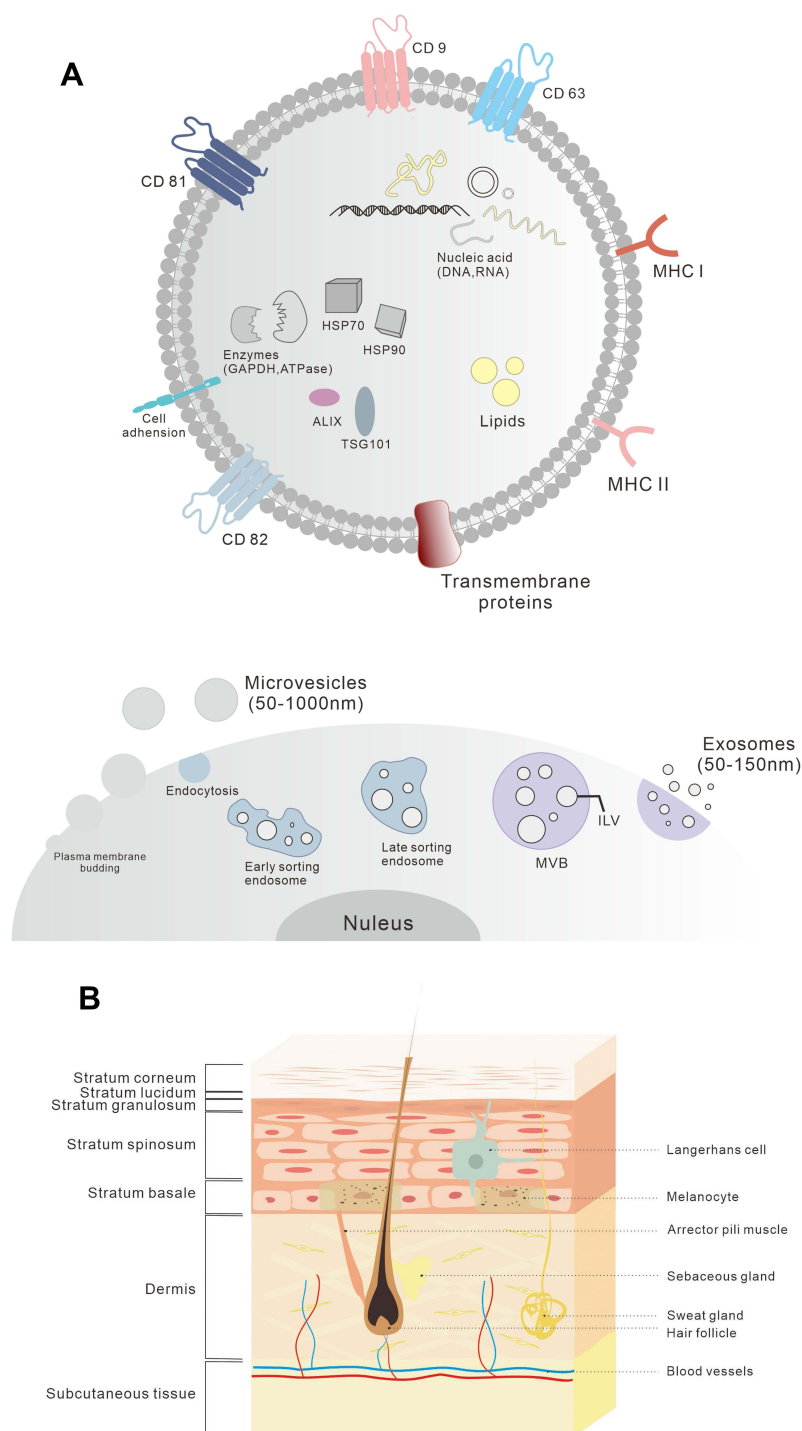 A
CD 9
CD 63
CD 81
MHC I
Nucleic acid
(DNA,RNA)
HSP70
HSP90
Enzymes
(GAPDH,ATPase)
Cell
adhension
ALIX
TSG101
Lipids
MHC II
CD 82
Transmembrane
proteins
Microvesicles
(50-1000nm)
Exosomes
(50-150nm)
Endocytosis
ILV
Plasma membrane
budding
Early sorting
endosome
Late sorting
endosome
MVB
Nuleus
B
Stratum corneum
Stratum lucidum
Stratum granulosum
Stratum spinosum
Stratum basale
Dermis
Subcutaneous tissue
Langerhans cell
Melanocyte
Arrector pili muscle
Sebaceous gland
Sweat gland
Hair follicle
Blood vessels